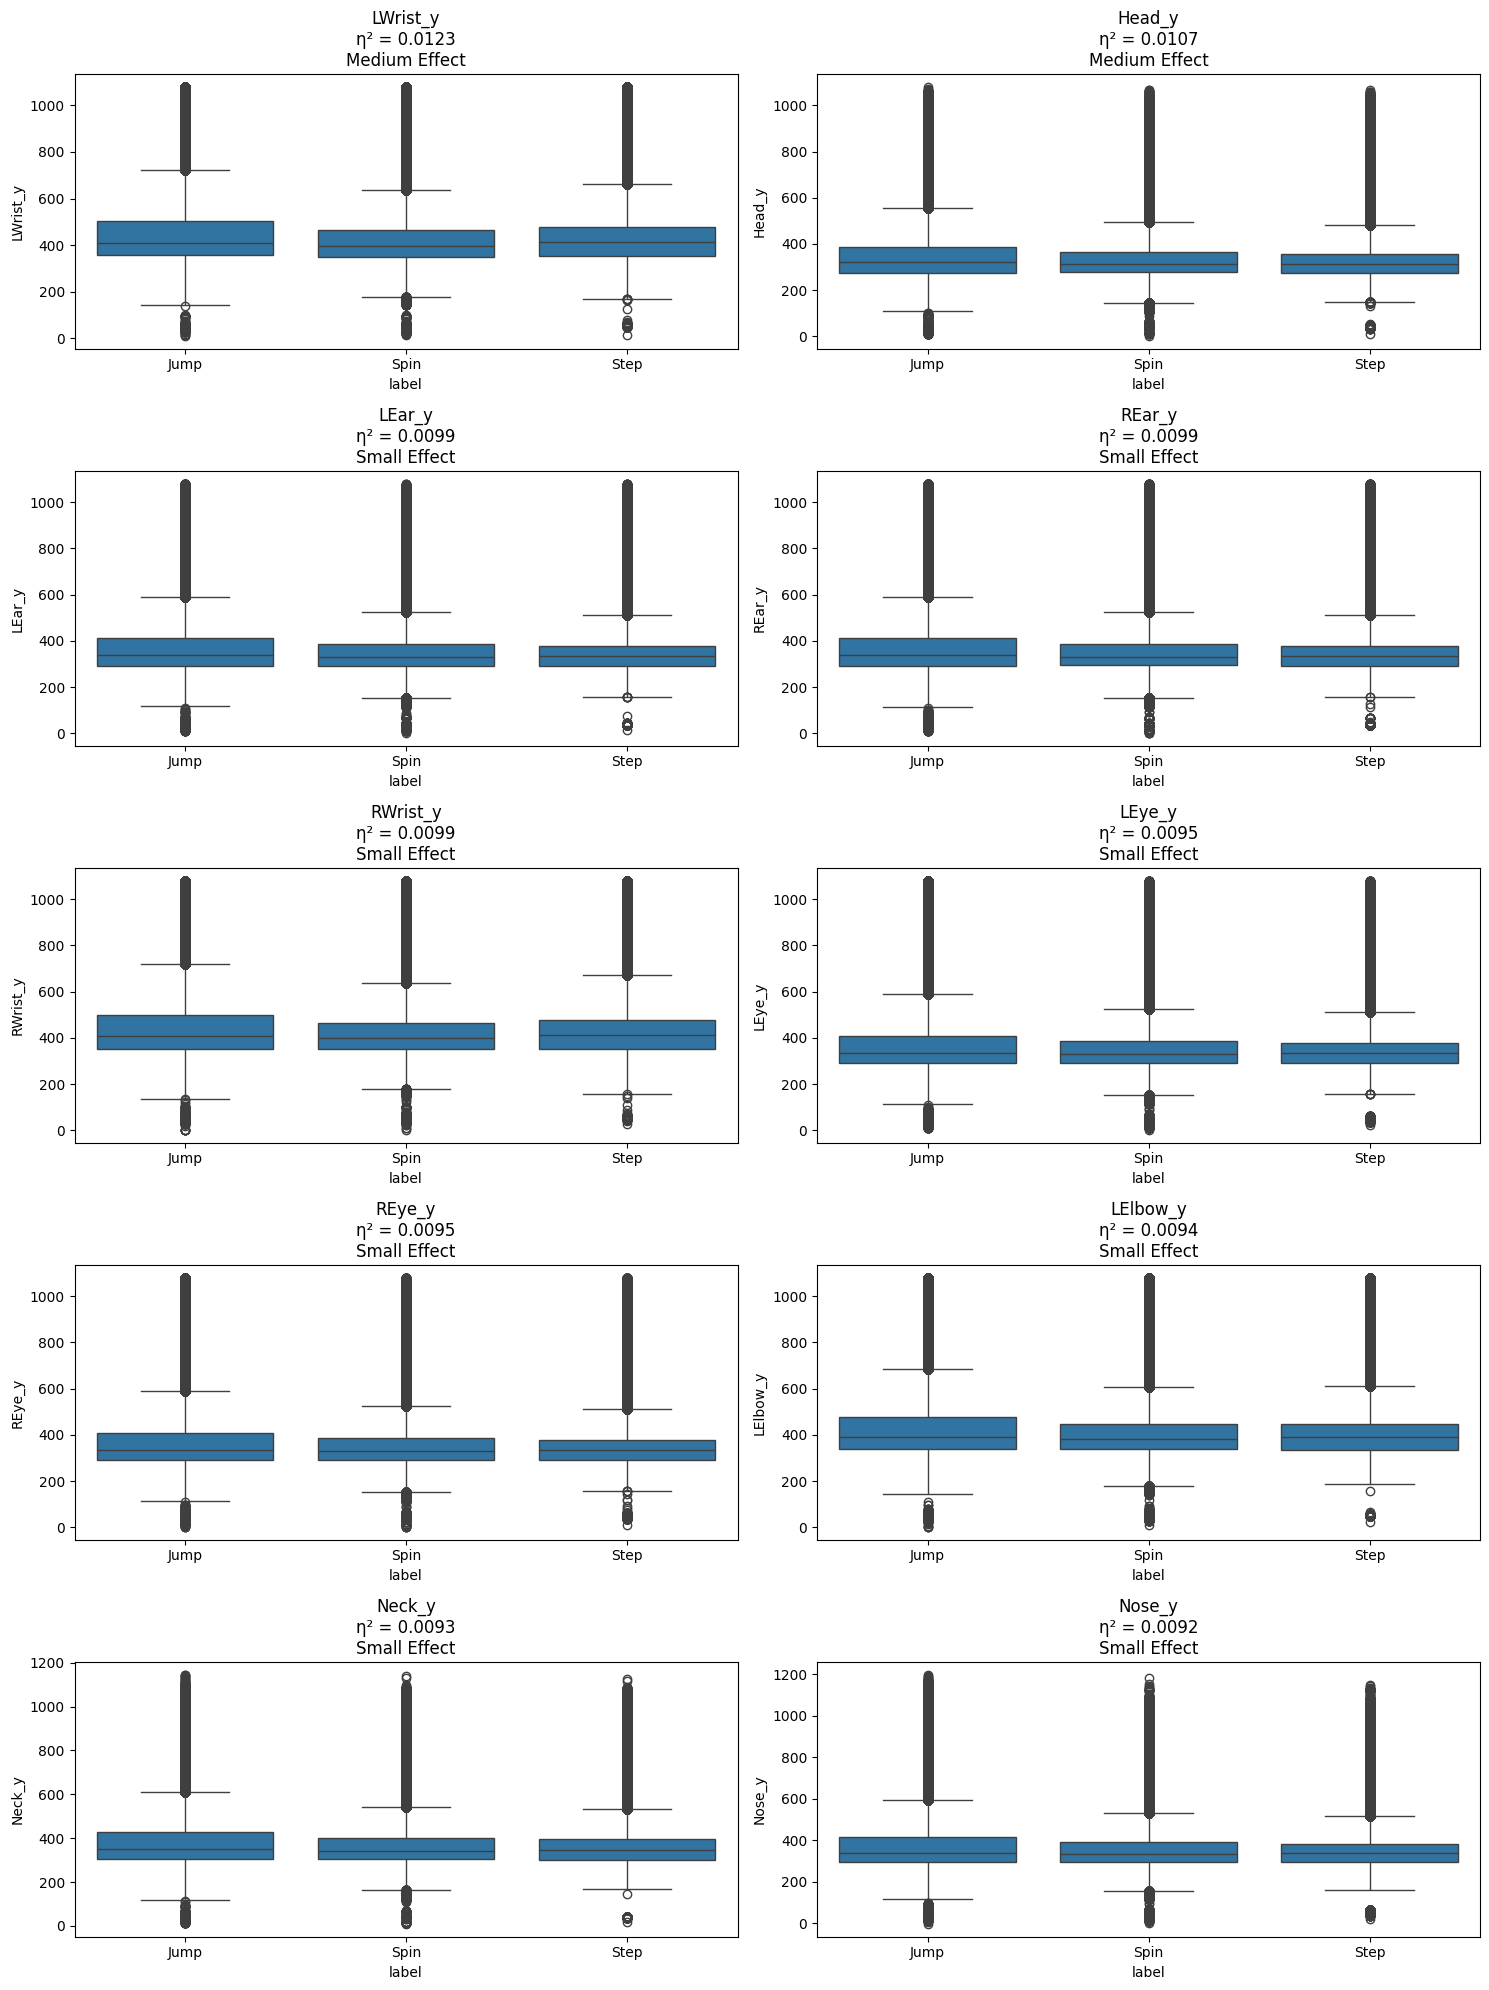 LWrist_y
η² = 0.0123
Medium Effect
1000
800
600
400
200
0
LWrist_y
Jump
Spin
Step
label
Head_y
η² = 0.0107
Medium Effect
1000
800
600
400
200
0
Head_y
Jump
Spin
Step
label
LEar_y
η² = 0.0099
Small Effect
1000
800
600
400
200
0
LEar_y
Jump
Spin
Step
label
REar_y
η² = 0.0099
Small Effect
1000
800
600
400
200
0
REar_y
Jump
Spin
Step
label
RWrist_y
η² = 0.0099
Small Effect
1000
800
600
400
200
0
RWrist_y
Jump
Spin
Step
label
LEye_y
η² = 0.0095
Small Effect
1000
800
600
400
200
0
LEye_y
Jump
Spin
Step
label
REye_y
η² = 0.0095
Small Effect
1000
800
600
400
200
0
REye_y
Jump
Spin
Step
label
LElbow_y
η² = 0.0094
Small Effect
1000
800
600
400
200
0
LElbow_y
Jump
Spin
Step
label
Neck_y
η² = 0.0093
Small Effect
1200
1000
800
600
400
200
0
Neck_y
Jump
Spin
Step
label
Nose_y
η² = 0.0092
Small Effect
1200
1000
800
600
400
200
0
Nose_y
Jump
Spin
Step
label